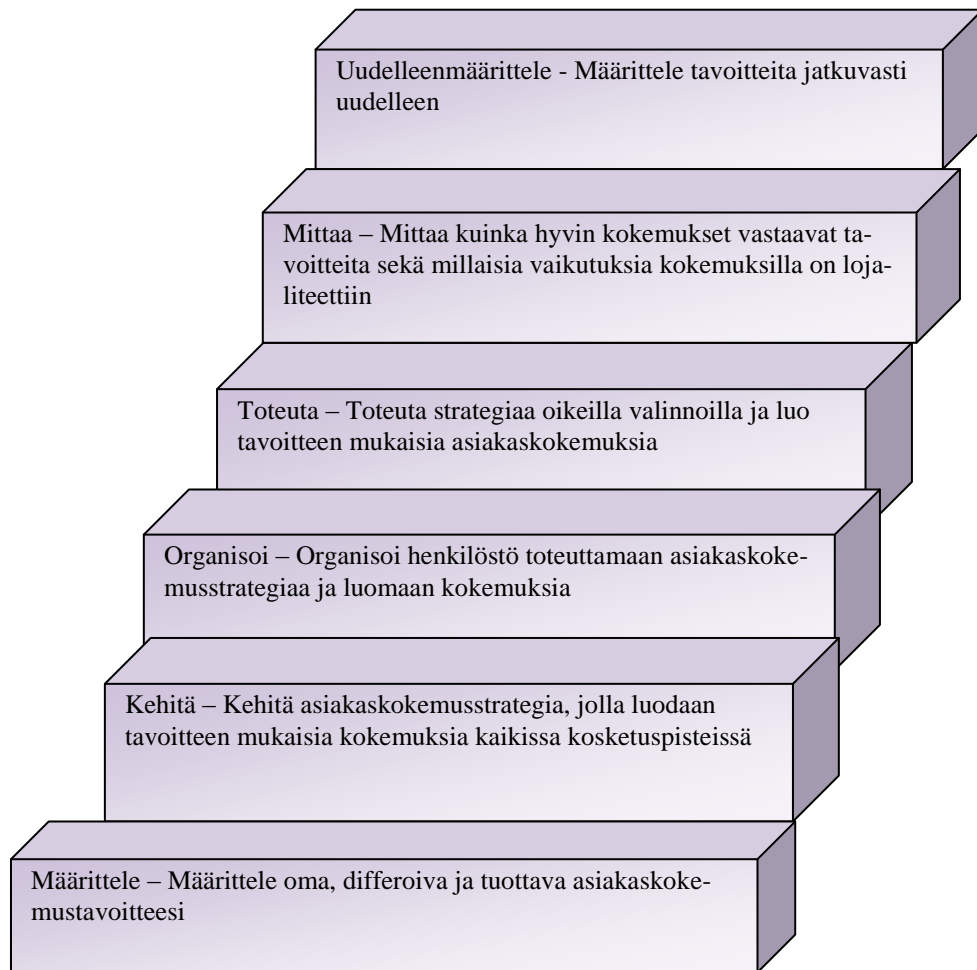 Uudelleenmäärittele - Määrittele tavoitteita jatkuvasti
uudelleen
Mittaa – Mittaa kuinka hyvin kokemukset vastaavat ta-
voitteita sekä millaisia vaikutuksia kokemuksilla on loja-
liteettiin
Toteuta – Toteuta strategiaa oikeilla valinnoilla ja luo
tavoitteen mukaisia asiakaskokemuksia
Organisoi – Organisoi henkilöstö toteuttamaan asiakaskoke-
musstrategiaa ja luomaan kokemuksia
Kehitä – Kehitä asiakaskokemusstrategia, jolla luodaan
tavoitteen mukaisia kokemuksia kaikissa kosketuspisteissä
Määrittele – Määrittele oma, differoiva ja tuottava asiakaskoke-
mustavoitteesi